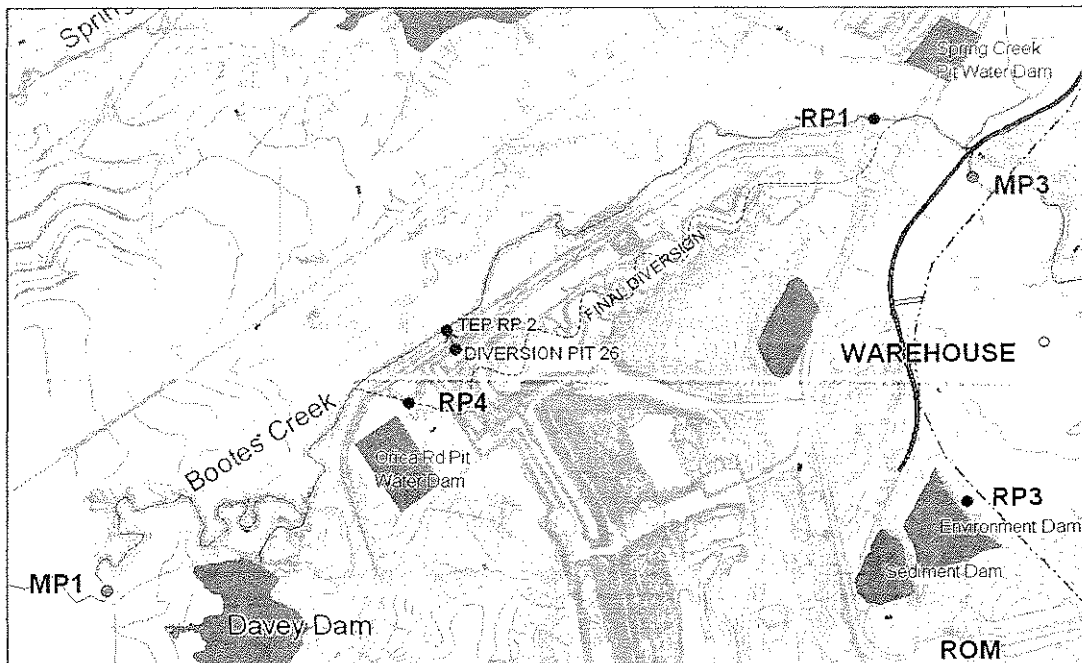 Spring
Spring Creek
Pit Water Dam
RP1
MP3
FINAL DIVERSION
TEP RP 2
DIVERSION PIT 26
WAREHOUSE
RP4
Bootes Creek
Orica Rd Pit
Water Dam
RP3
Environment Dam
Sediment Dam
MP1
Davey Dam
ROM